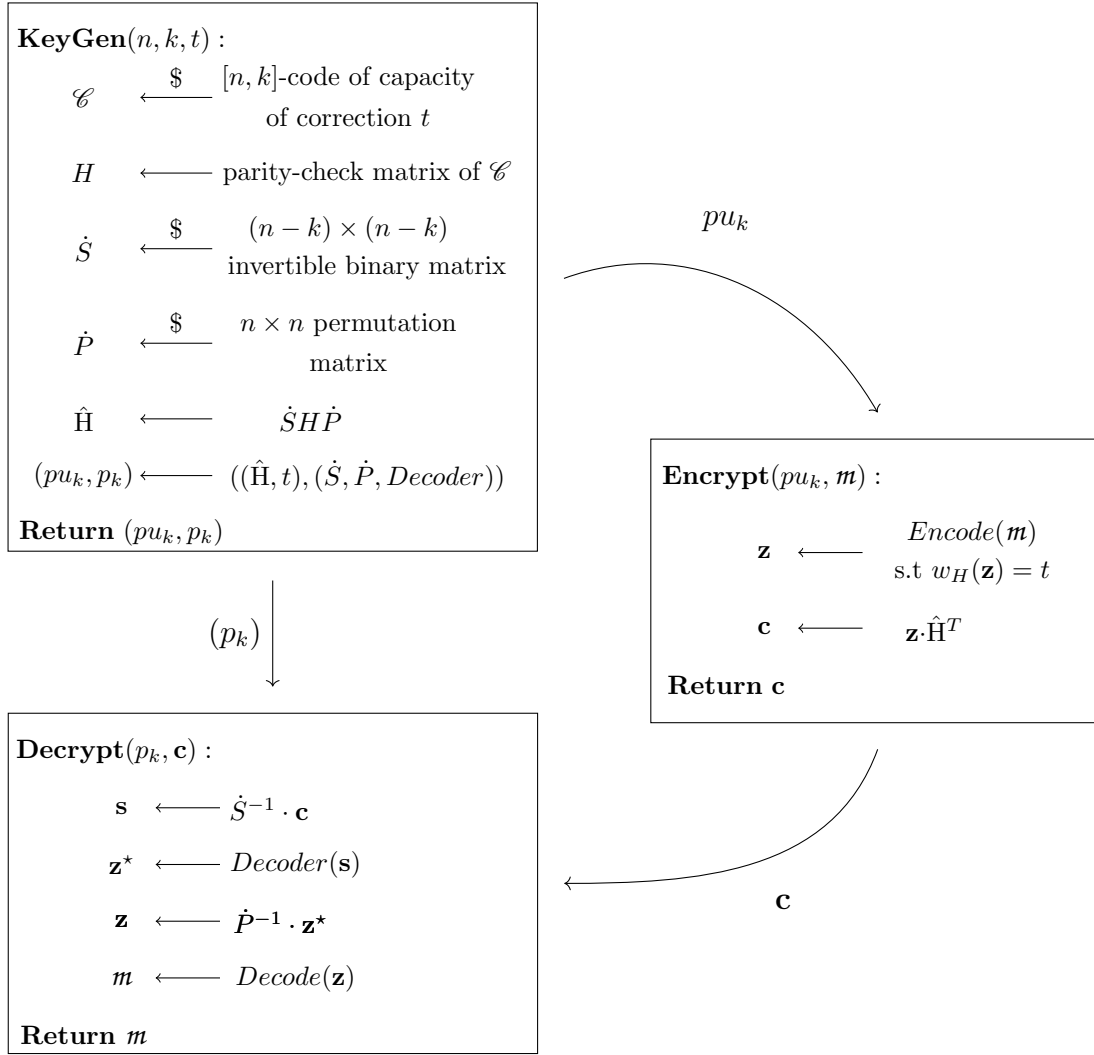 KeyGen(n, k, t) :
𝒞 ←$ [n, k]-code of capacity
of correction t
H ← parity-check matrix of 𝒞
Ṡ ←$ (n − k) × (n − k)
invertible binary matrix
Ṗ ←$ n × n permutation
matrix
Ĥ ← ṠHṖ
(pu_k, p_k) ← ((Ĥ, t), (Ṡ, Ṗ, Decoder))
Return (pu_k, p_k)
pu_k
Encrypt(pu_k, m) :
z ← Encode(m)
s.t w_H(z) = t
c ← z·Ĥ^T
Return c
(p_k)
Decrypt(p_k, c) :
s ← Ṡ^{−1} · c
z^⋆ ← Decoder(s)
z ← Ṗ^{−1} · z^⋆
m ← Decode(z)
Return m
c